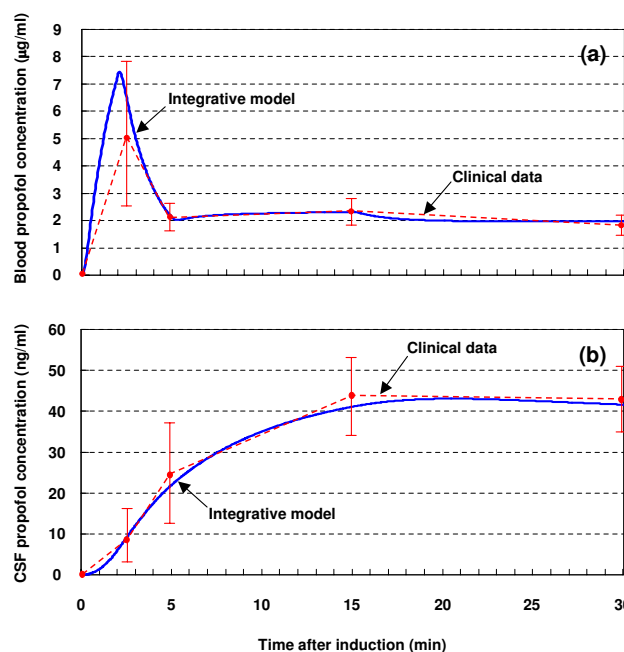 Blood propofol concentration (µg/ml)
9
8
7
6
5
4
3
2
1
0
(a)
Integrative model
Clinical data
CSF propofol concentration (ng/ml)
60
50
40
30
20
10
0
(b)
Clinical data
Integrative model
0 5 10 15 20 25 30
Time after induction (min)